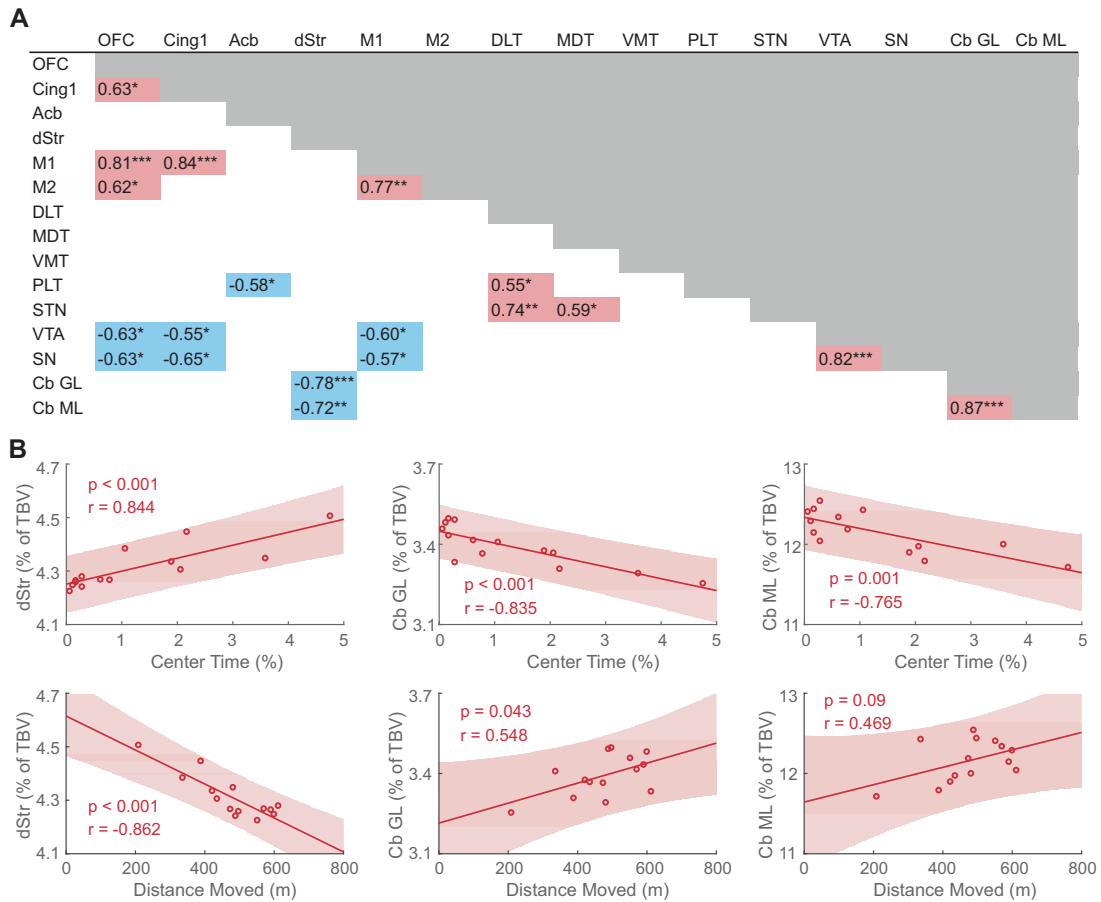 A
OFC Cing1 Acb dStr M1 M2 DLT MDT VMT PLT STN VTA SN Cb GL Cb ML
OFC
Cing1 0.63*
Acb
dStr
M1 0.81*** 0.84***
M2 0.62* 0.77**
DLT
MDT
VMT
PLT -0.58* 0.55*
STN 0.74** 0.59*
VTA -0.63* -0.55* -0.60*
SN -0.63* -0.65* -0.57* 0.82***
Cb GL -0.78***
Cb ML -0.72** 0.87***
B
dStr (% of TBV)
4.7
4.5
4.3
4.1
p < 0.001
r = 0.844
0 1 2 3 4 5
Center Time (%)
Cb GL (% of TBV)
3.7
3.4
3.1
p < 0.001
r = -0.835
0 1 2 3 4 5
Center Time (%)
Cb ML (% of TBV)
13
12
11
p = 0.001
r = -0.765
0 1 2 3 4 5
Center Time (%)
dStr (% of TBV)
4.7
4.5
4.3
4.1
p < 0.001
r = -0.862
0 200 400 600 800
Distance Moved (m)
Cb GL (% of TBV)
3.7
3.4
3.1
p = 0.043
r = 0.548
0 200 400 600 800
Distance Moved (m)
Cb ML (% of TBV)
13
12
11
p = 0.09
r = 0.469
0 200 400 600 800
Distance Moved (m)